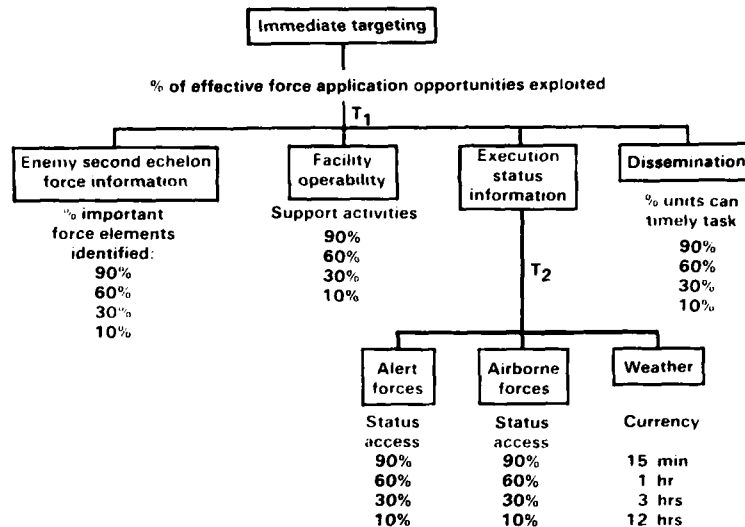 Immediate targeting
% of effective force application opportunities exploited
T1
Enemy second echelon
force information
% important
force elements
identified:
90%
60%
30%
10%
Facility
operability
Support activities
90%
60%
30%
10%
Execution
status
information
T2
Dissemination
% units can
timely task
90%
60%
30%
10%
Alert
forces
Status
access
90%
60%
30%
10%
Airborne
forces
Status
access
90%
60%
30%
10%
Weather
Currency
15 min
1 hr
3 hrs
12 hrs